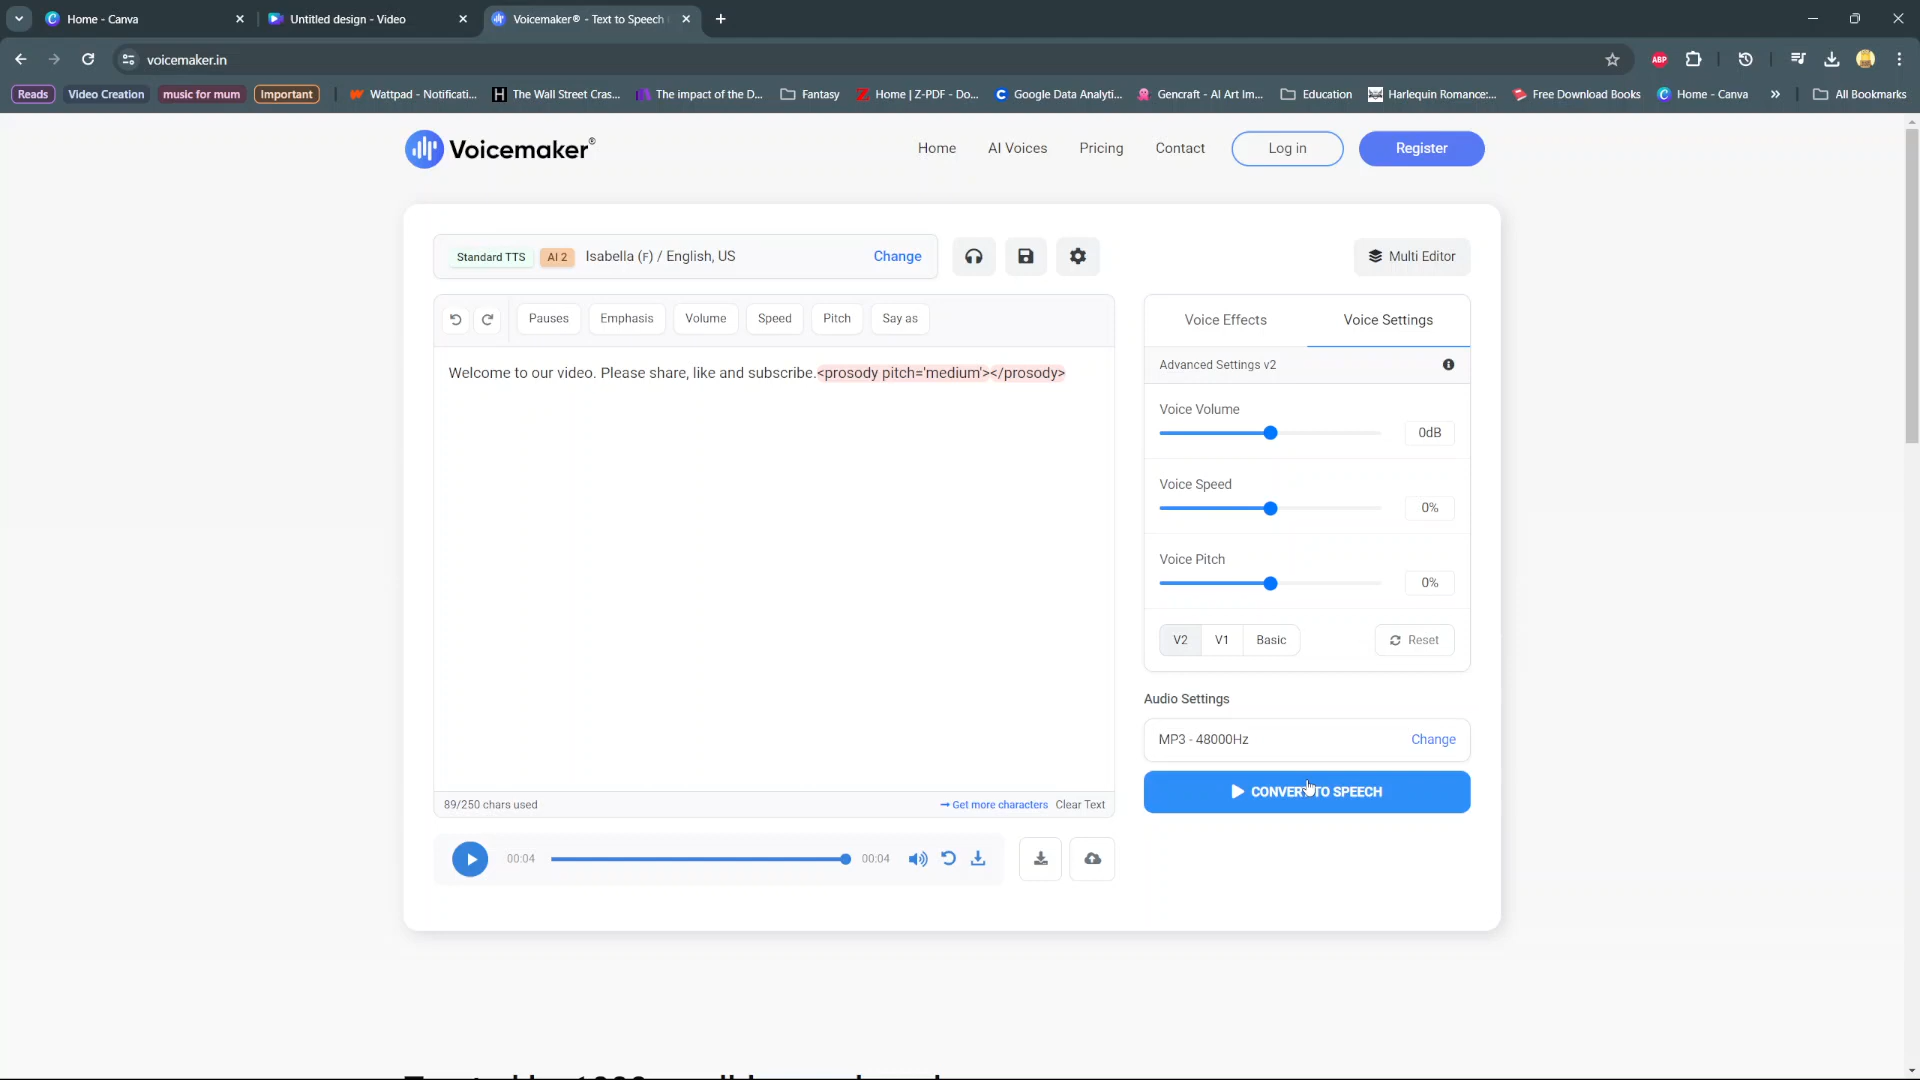 Home - Canva
Untitled design - Video
Voicemaker® - Text to Speech
voicemaker.in
ABP
Reads
Video Creation
music for mum
Important
Wattpad - Notificati...
The Wall Street Cras...
The impact of the D...
Fantasy
Home | Z-PDF - Do...
Google Data Analyti...
Gencraft - AI Art Im...
Education
Harlequin Romance:...
Free Download Books
Home - Canva
All Bookmarks
Voicemaker®
Home
AI Voices
Pricing
Contact
Log in
Register
Standard TTS
AI 2
Isabella (F) / English, US
Change
Multi Editor
Pauses
Emphasis
Volume
Speed
Pitch
Say as
Voice Effects
Voice Settings
Welcome to our video. Please share, like and subscribe.<prosody pitch='medium'></prosody>
Advanced Settings v2
Voice Volume
0dB
Voice Speed
0%
Voice Pitch
0%
V2
V1
Basic
Reset
Audio Settings
MP3 - 48000Hz
Change
CONVERT TO SPEECH
89/250 chars used
Get more characters
Clear Text
00:04
00:04